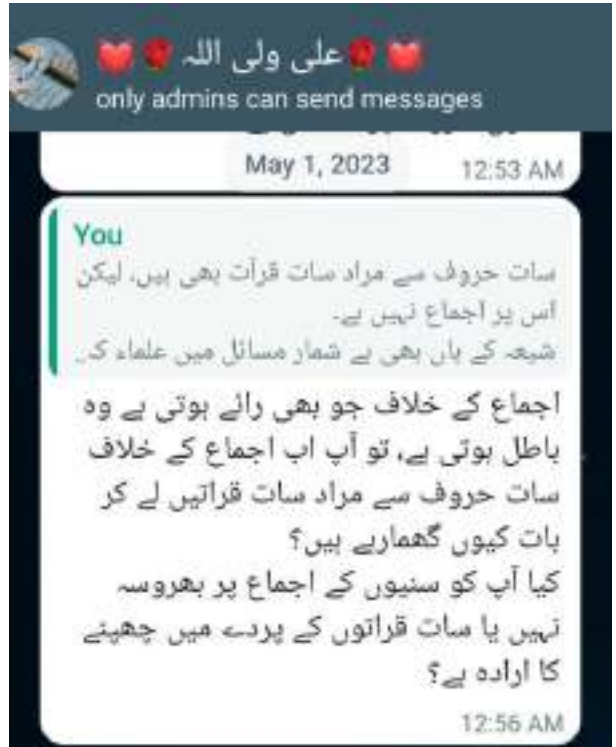 ❤️🌹علی ولی اللہ🌹❤️
only admins can send messages
May 1, 2023
12:53 AM
You
سات حروف سے مراد سات قرآت بھی ہیں، لیکن
اس پر اجماع نہیں ہے۔
شیعہ کے ہاں بھی بے شمار مسائل میں علماء کے...
اجماع کے خلاف جو بھی رائے ہوتی ہے وہ
باطل ہوتی ہے، تو آپ اب اجماع کے خلاف
سات حروف سے مراد سات قراتیں لے کر
بات کیوں گھمارہے ہیں؟
کیا آپ کو سنیوں کے اجماع پر بھروسہ
نہیں یا سات قراتوں کے پردے میں چھپنے
کا ارادہ ہے؟
12:56 AM